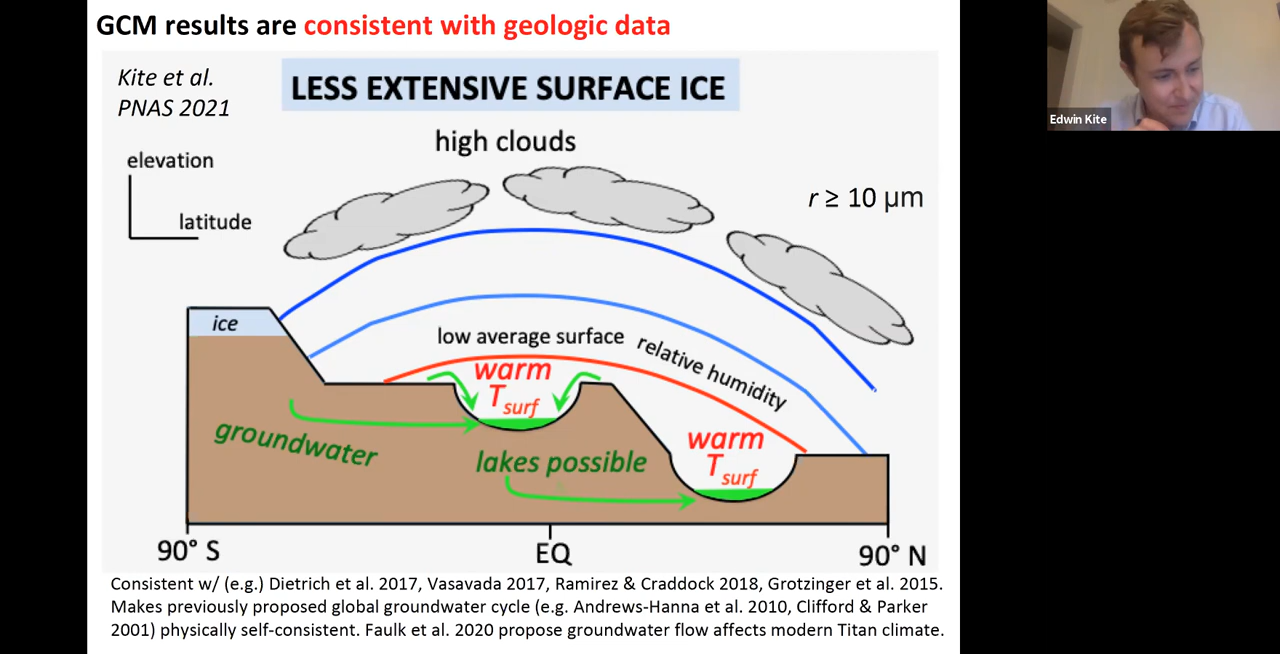 GCM results are consistent with geologic data
Kite et al.
PNAS 2021
LESS EXTENSIVE SURFACE ICE
Edwin Kite
high clouds
elevation
latitude
r ≥ 10 μm
ice
low average surface relative humidity
warm
Tsurf
groundwater
lakes possible
warm
Tsurf
90° S
EQ
90° N
Consistent w/ (e.g.) Dietrich et al. 2017, Vasavada 2017, Ramirez & Craddock 2018, Grotzinger et al. 2015.
Makes previously proposed global groundwater cycle (e.g. Andrews-Hanna et al. 2010, Clifford & Parker
2001) physically self-consistent. Faulk et al. 2020 propose groundwater flow affects modern Titan climate.